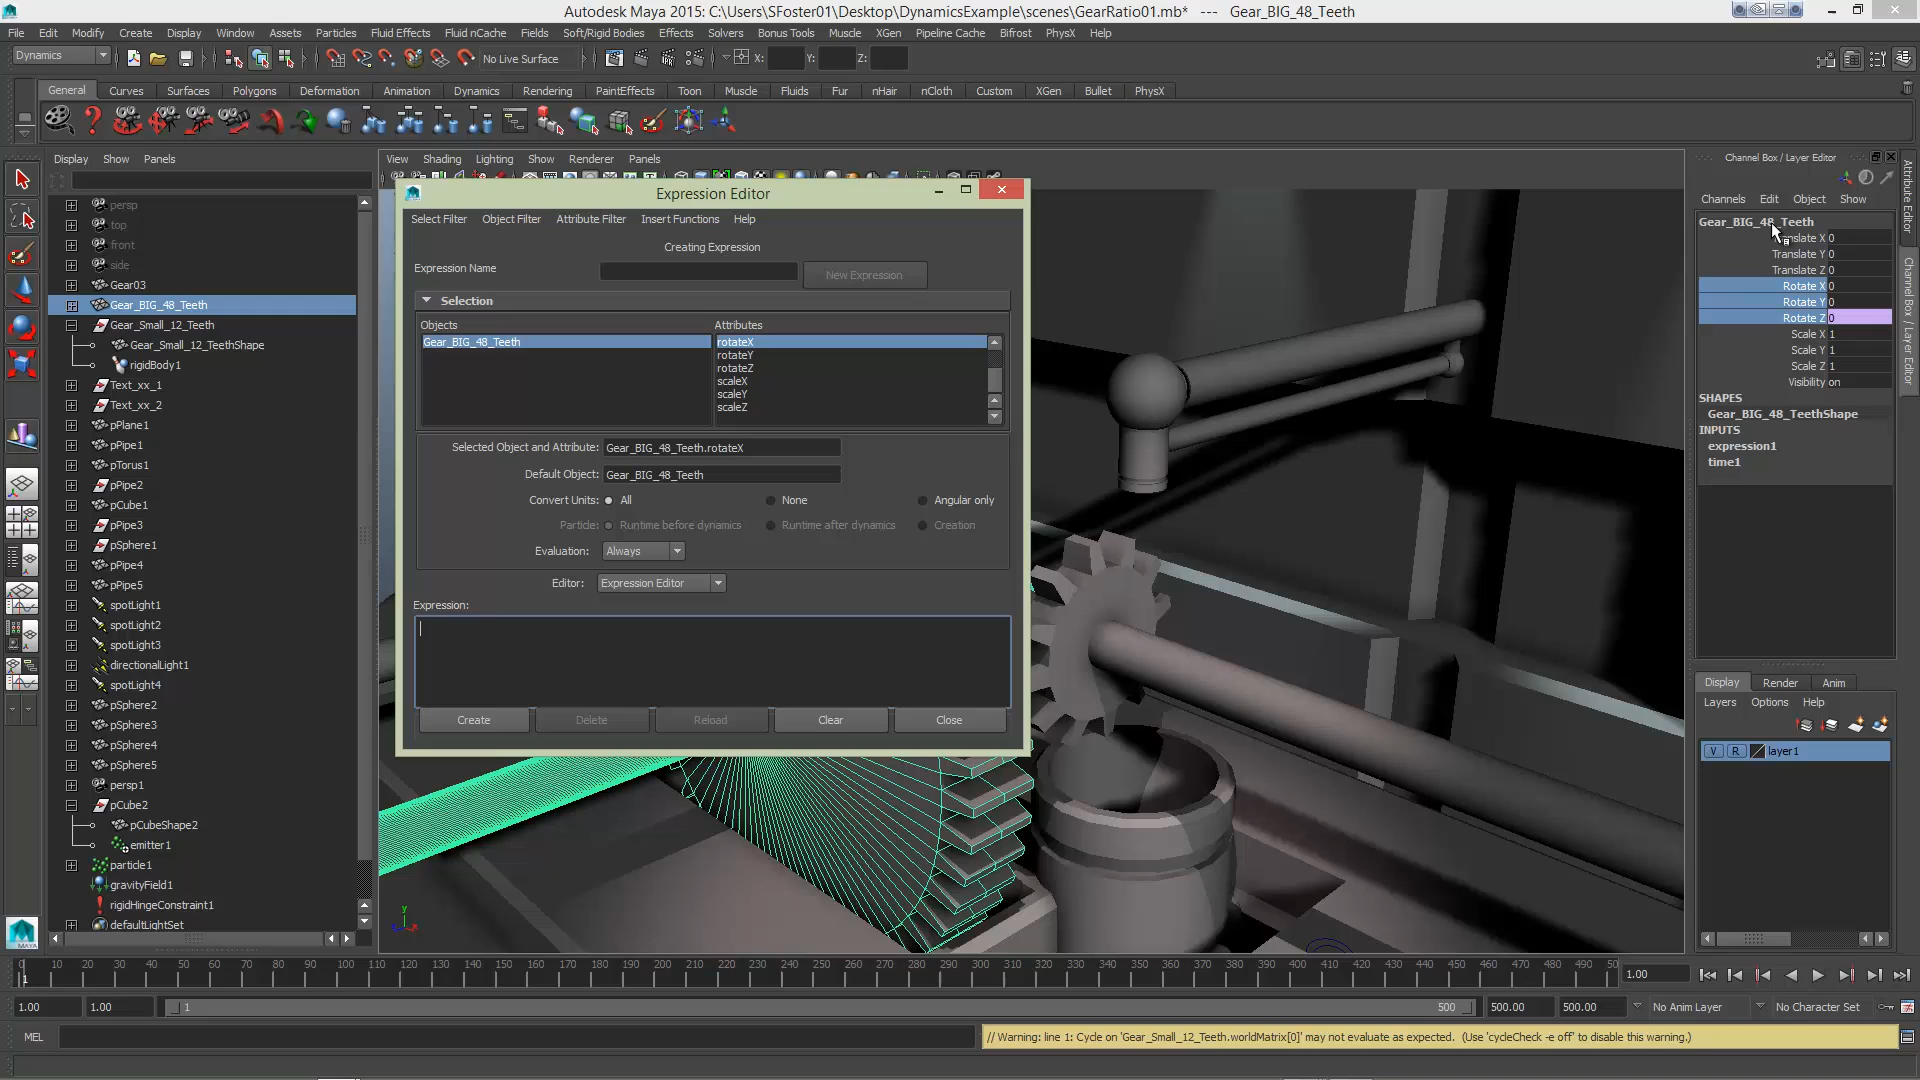 Autodesk Maya 2015: C:\Users\SFoster01\Desktop\DynamicsExample\scenes\GearRatio01.mb*   ---   Gear_BIG_48_Teeth
File Edit Modify Create Display Window Assets Particles Fluid Effects Fluid nCache Fields Soft/Rigid Bodies Effects Solvers Bonus Tools Muscle XGen Pipeline Cache Bifrost PhysX Help
Dynamics No Live Surface X: Y: Z:
General Curves Surfaces Polygons Deformation Animation Dynamics Rendering PaintEffects Toon Muscle Fluids Fur nHair nCloth Custom XGen Bullet PhysX
Display Show Panels
View Shading Lighting Show Renderer Panels
Channel Box / Layer Editor
persp
top
front
side
Gear03
Gear_BIG_48_Teeth
Gear_Small_12_Teeth
Gear_Small_12_TeethShape
rigidBody1
Text_xx_1
Text_xx_2
pPlane1
pPipe1
pTorus1
pPipe2
pCube1
pPipe3
pSphere1
pPipe4
pPipe5
spotLight1
spotLight2
spotLight3
directionalLight1
spotLight4
pSphere2
pSphere3
pSphere4
pSphere5
persp1
pCube2
pCubeShape2
emitter1
particle1
gravityField1
rigidHingeConstraint1
defaultLightSet
Expression Editor
Select Filter Object Filter Attribute Filter Insert Functions Help
Creating Expression
Expression Name New Expression
Selection
Objects Attributes
Gear_BIG_48_Teeth rotateX
rotateY
rotateZ
scaleX
scaleY
scaleZ
Selected Object and Attribute: Gear_BIG_48_Teeth.rotateX
Default Object: Gear_BIG_48_Teeth
Convert Units: All None Angular only
Particle: Runtime before dynamics Runtime after dynamics Creation
Evaluation: Always
Editor: Expression Editor
Expression:
Create Delete Reload Clear Close
y
Channels Edit Object Show
Gear_BIG_48_Teeth
Translate X 0
Translate Y 0
Translate Z 0
Rotate X 0
Rotate Y 0
Rotate Z 0
Scale X 1
Scale Y 1
Scale Z 1
Visibility on
SHAPES
Gear_BIG_48_TeethShape
INPUTS
expression1
time1
Attribute Editor
Channel Box / Layer Editor
Display Render Anim
Layers Options Help
V R layer1
10 20 30 40 50 60 70 80 90 100 110 120 130 140 150 160 170 180 190 200 210 220 230 240 250 260 270 280 290 300 310 320 330 340 350 360 370 380 390 400 410 420 430 440 450 460 470 480 490 50
1 1.00
1.00 1.00 1 500 500.00 500.00 No Anim Layer No Character Set
MEL // Warning: line 1: Cycle on 'Gear_Small_12_Teeth.worldMatrix[0]' may not evaluate as expected.  (Use 'cycleCheck -e off' to disable this warning.)
MAYA